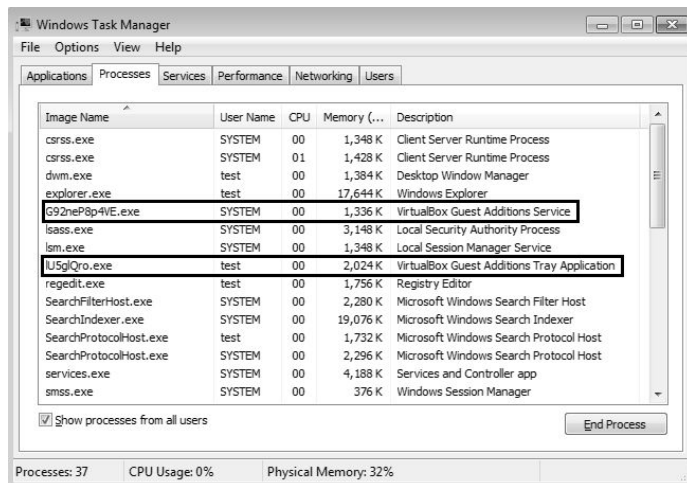 Windows Task Manager
File Options View Help
Applications Processes Services Performance Networking Users
Image Name User Name CPU Memory (... Description
csrss.exe SYSTEM 00 1,348 K Client Server Runtime Process
csrss.exe SYSTEM 01 1,428 K Client Server Runtime Process
dwm.exe test 00 1,384 K Desktop Window Manager
explorer.exe test 00 17,644 K Windows Explorer
G92neP8p4VE.exe SYSTEM 00 1,336 K VirtualBox Guest Additions Service
lsass.exe SYSTEM 00 3,148 K Local Security Authority Process
lsm.exe SYSTEM 00 1,348 K Local Session Manager Service
lU5glQro.exe test 00 2,024 K VirtualBox Guest Additions Tray Application
regedit.exe test 00 1,756 K Registry Editor
SearchFilterHost.exe SYSTEM 00 2,280 K Microsoft Windows Search Filter Host
SearchIndexer.exe SYSTEM 00 19,076 K Microsoft Windows Search Indexer
SearchProtocolHost.exe test 00 1,732 K Microsoft Windows Search Protocol Host
SearchProtocolHost.exe SYSTEM 00 2,296 K Microsoft Windows Search Protocol Host
services.exe SYSTEM 00 4,188 K Services and Controller app
smss.exe SYSTEM 00 376 K Windows Session Manager
Show processes from all users End Process
Processes: 37 CPU Usage: 0% Physical Memory: 32%